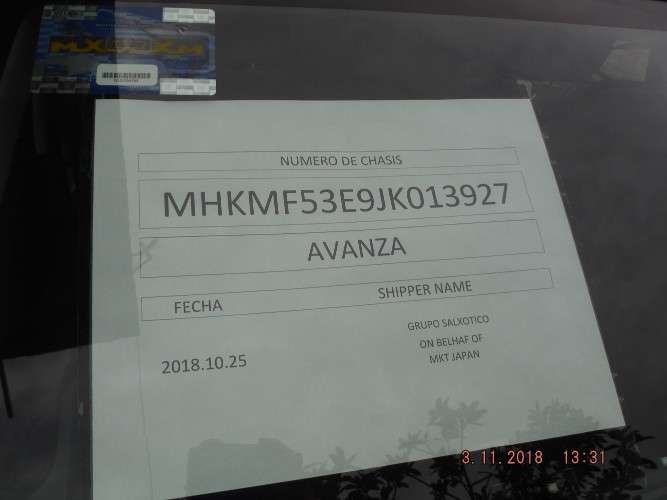 NUMERO DE CHASIS
MHKMF53E9JK013927
AVANZA
FECHA
SHIPPER NAME
2018.10.25
GRUPO SALXOTICO
ON BELHAF OF
MKT JAPAN
3.11.2018 13:31